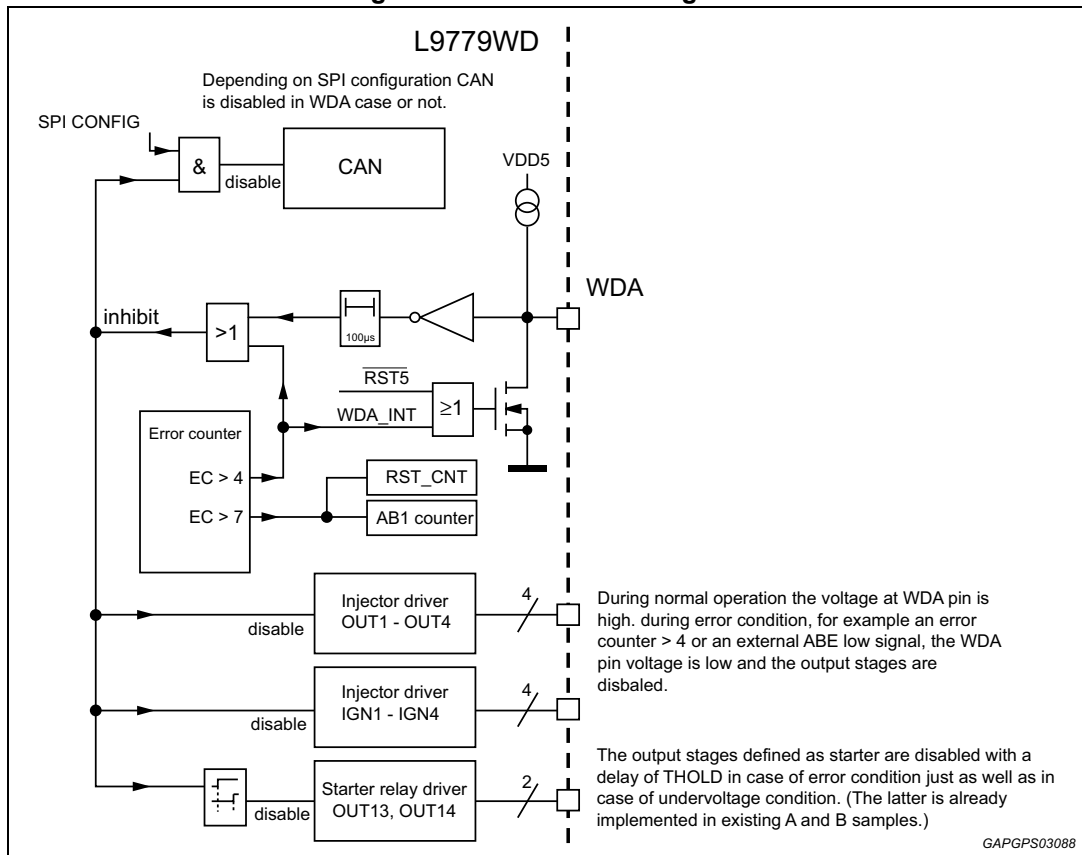 L9779WD
Depending on SPI configuration CAN
is disabled in WDA case or not.
SPI CONFIG
&
disable
CAN
VDD5
WDA
inhibit
>1
100µs
RST5
WDA_INT
≥1
Error counter
EC > 4
EC > 7
RST_CNT
AB1 counter
Injector driver
OUT1 - OUT4
disable
4
During normal operation the voltage at WDA pin is
high. during error condition, for example an error
counter > 4 or an external ABE low signal, the WDA
pin voltage is low and the output stages are
disbaled.
Injector driver
IGN1 - IGN4
disable
4
The output stages defined as starter are disabled with a
delay of THOLD in case of error condition just as well as in
case of undervoltage condition. (The latter is already
implemented in existing A and B samples.)
Starter relay driver
OUT13, OUT14
disable
2
GAPGPS03088